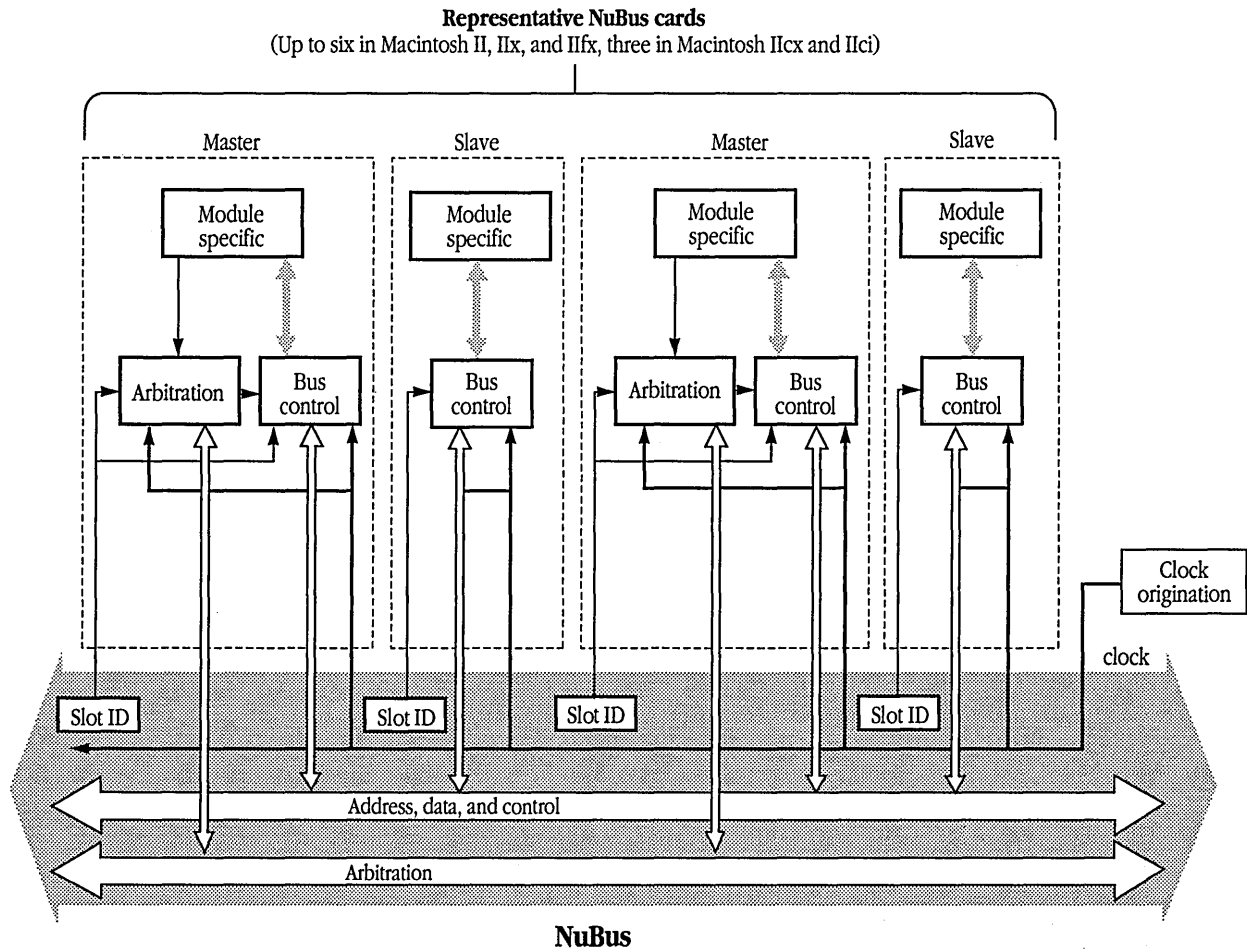 Representative NuBus cards
(Up to six in Macintosh II, IIx, and IIfx, three in Macintosh IIcx and IIci)
Master
Slave
Master
Slave
Module
specific
Module
specific
Module
specific
Module
specific
Arbitration
Bus
control
Bus
control
Arbitration
Bus
control
Bus
control
Clock
origination
clock
Slot ID
Slot ID
Slot ID
Slot ID
Address, data, and control
Arbitration
NuBus